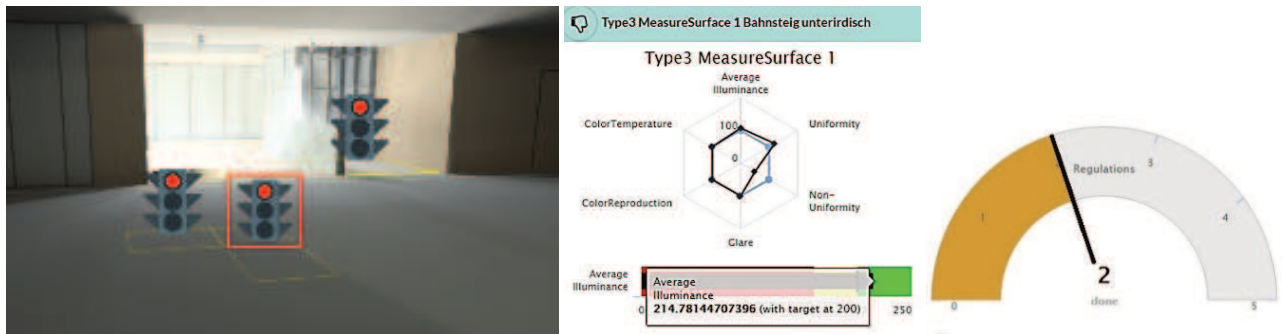 Type3 MeasureSurface 1 Bahnsteig unterirdisch
Type3 MeasureSurface 1
Average
Illuminance
ColorTemperature
100
Uniformity
0
ColorReproduction
Non-
Uniformity
Glare
Average
Illuminance
Average
Illuminance
214.78144707396 (with target at 200)
0
250
Regulations
0
1
3
4
5
2
done